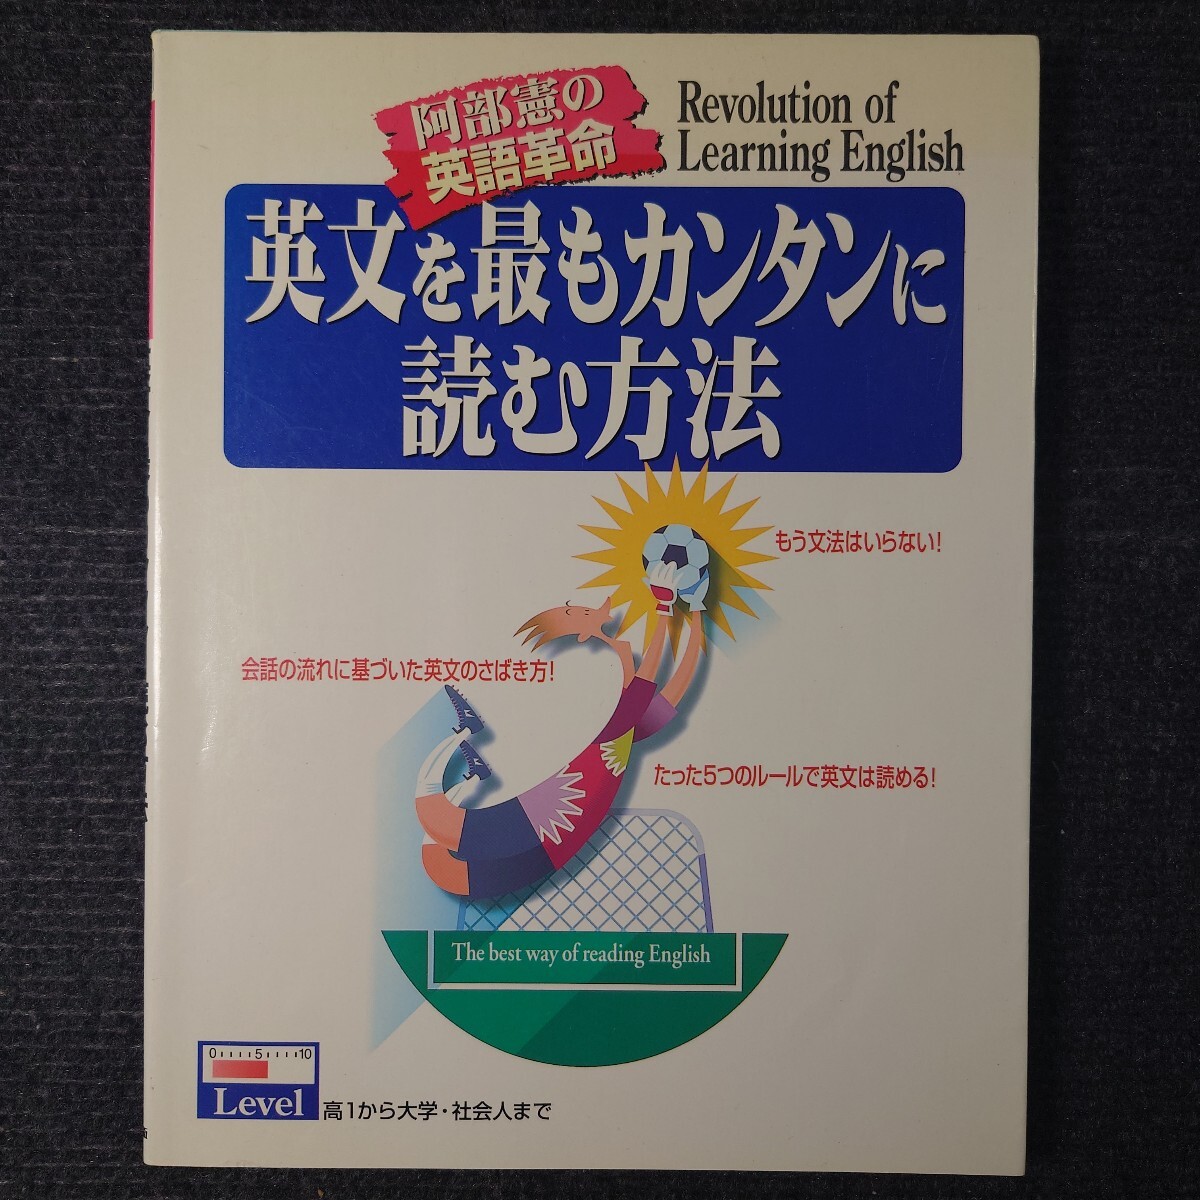 阿部憲の
英語革命
Revolution of
Learning English
英文を最もカンタンに
読む方法
もう文法はいらない!
会話の流れに基づいた英文のさばき方!
たった5つのルールで英文は読める!
The best way of reading English
0 5 10
Level
高1から大学・社会人まで